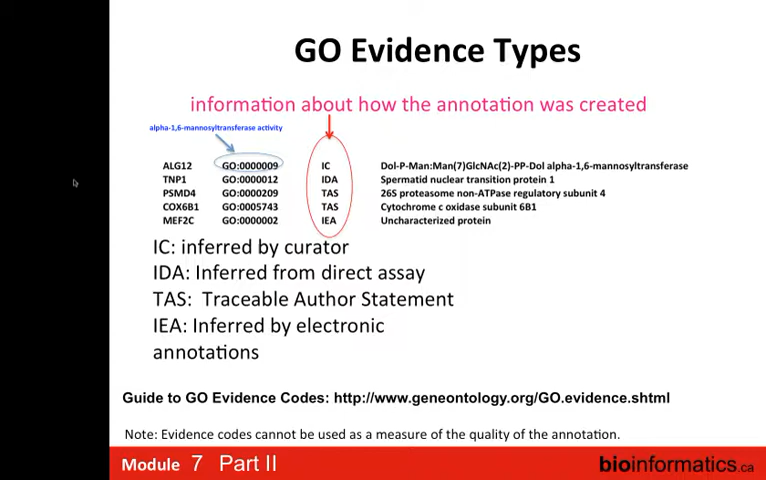 GO Evidence Types
information about how the annotation was created
alpha-1,6-mannosyltransferase activity
ALG12 GO:0000009 IC Dol-P-Man:Man(7)GlcNAc(2)-PP-Dol alpha-1,6-mannosyltransferase
TNP1 GO:0000012 IDA Spermatid nuclear transition protein 1
PSMD4 GO:0000209 TAS 26S proteasome non-ATPase regulatory subunit 4
COX6B1 GO:0005743 TAS Cytochrome c oxidase subunit 6B1
MEF2C GO:0000002 IEA Uncharacterized protein
IC: inferred by curator
IDA: Inferred from direct assay
TAS: Traceable Author Statement
IEA: Inferred by electronic
annotations
Guide to GO Evidence Codes: http://www.geneontology.org/GO.evidence.shtml
Note: Evidence codes cannot be used as a measure of the quality of the annotation.
Module 7 Part II bioinformatics.ca